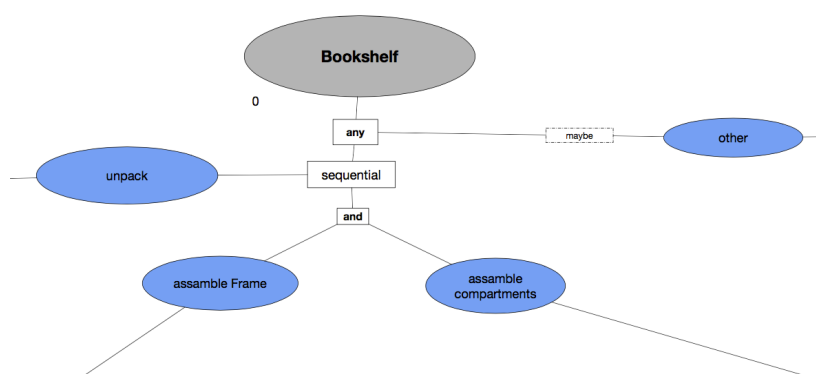 Bookshelf
0
any
maybe
other
unpack
sequential
and
assamble Frame
assamble
compartments